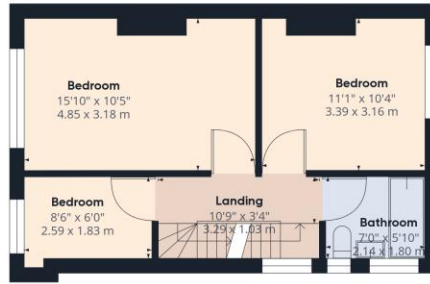 Bedroom
15'10" x 10'5"
4.85 x 3.18 m
Bedroom
11'1" x 10'4"
3.39 x 3.16 m
Bedroom
8'6" x 6'0"
2.59 x 1.83 m
Landing
10'9" x 3'4"
3.29 x 1.03 m
Bathroom
7'0" x 5'10"
2.14 x 1.80 m